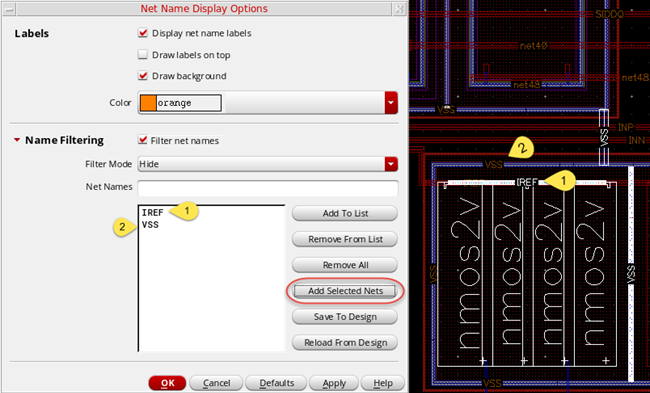 Net Name Display Options
Labels
Display net name labels
Draw labels on top
Draw background
Color
orange
Name Filtering
Filter net names
Filter Mode
Hide
Net Names
IREF
1
2
VSS
Add To List
Remove From List
Remove All
Add Selected Nets
Save To Design
Reload From Design
OK
Cancel
Defaults
Apply
Help
SIDDO
net40
net48
net48
VSS
VSS
INP
INN
2
VSS
1
IREF
nmos2v
nmos2v
nmos2v
nmos2v
VSS
VSS
VSS